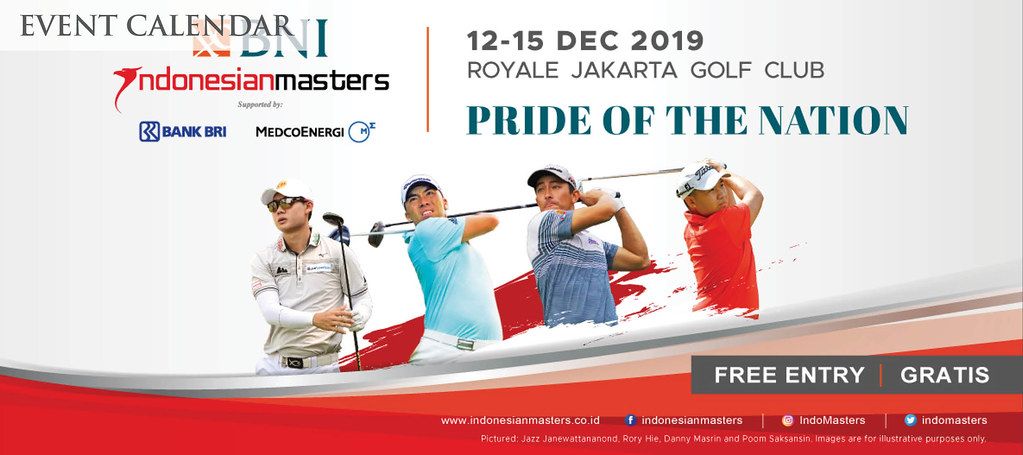 EVENT CALENDAR
BNI
Indonesianmasters
Supported by:
BANK BRI
MEDCOENERGI
12-15 DEC 2019
ROYALE JAKARTA GOLF CLUB
PRIDE OF THE NATION
FREE ENTRY | GRATIS
www.indonesianmasters.co.id
indonesianmasters | IndoMasters | indomasters
Pictured: Jazz Janewattananond, Rory Hie, Danny Masrin and Poom Saksansin. Images are for illustrative purposes only.